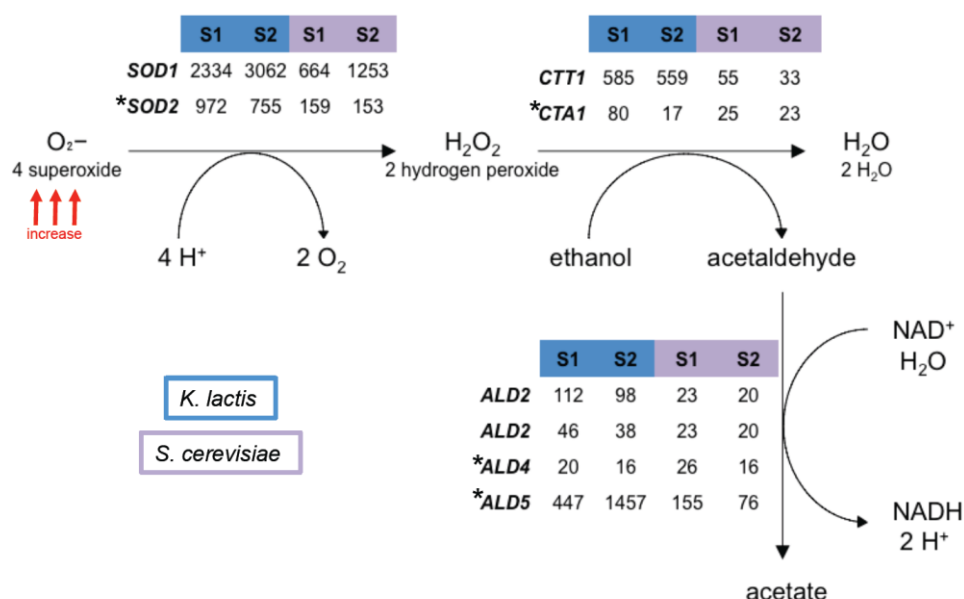 S1 S2 S1 S2
SOD1 2334 3062 664 1253
*SOD2 972 755 159 153
S1 S2 S1 S2
CTT1 585 559 55 33
*CTA1 80 17 25 23
O₂−
4 superoxide
increase
H₂O₂
2 hydrogen peroxide
H₂O
2 H₂O
4 H⁺
2 O₂
ethanol
acetaldehyde
NAD⁺
H₂O
S1 S2 S1 S2
ALD2 112 98 23 20
ALD2 46 38 23 20
*ALD4 20 16 26 16
*ALD5 447 1457 155 76
K. lactis
S. cerevisiae
NADH
2 H⁺
acetate